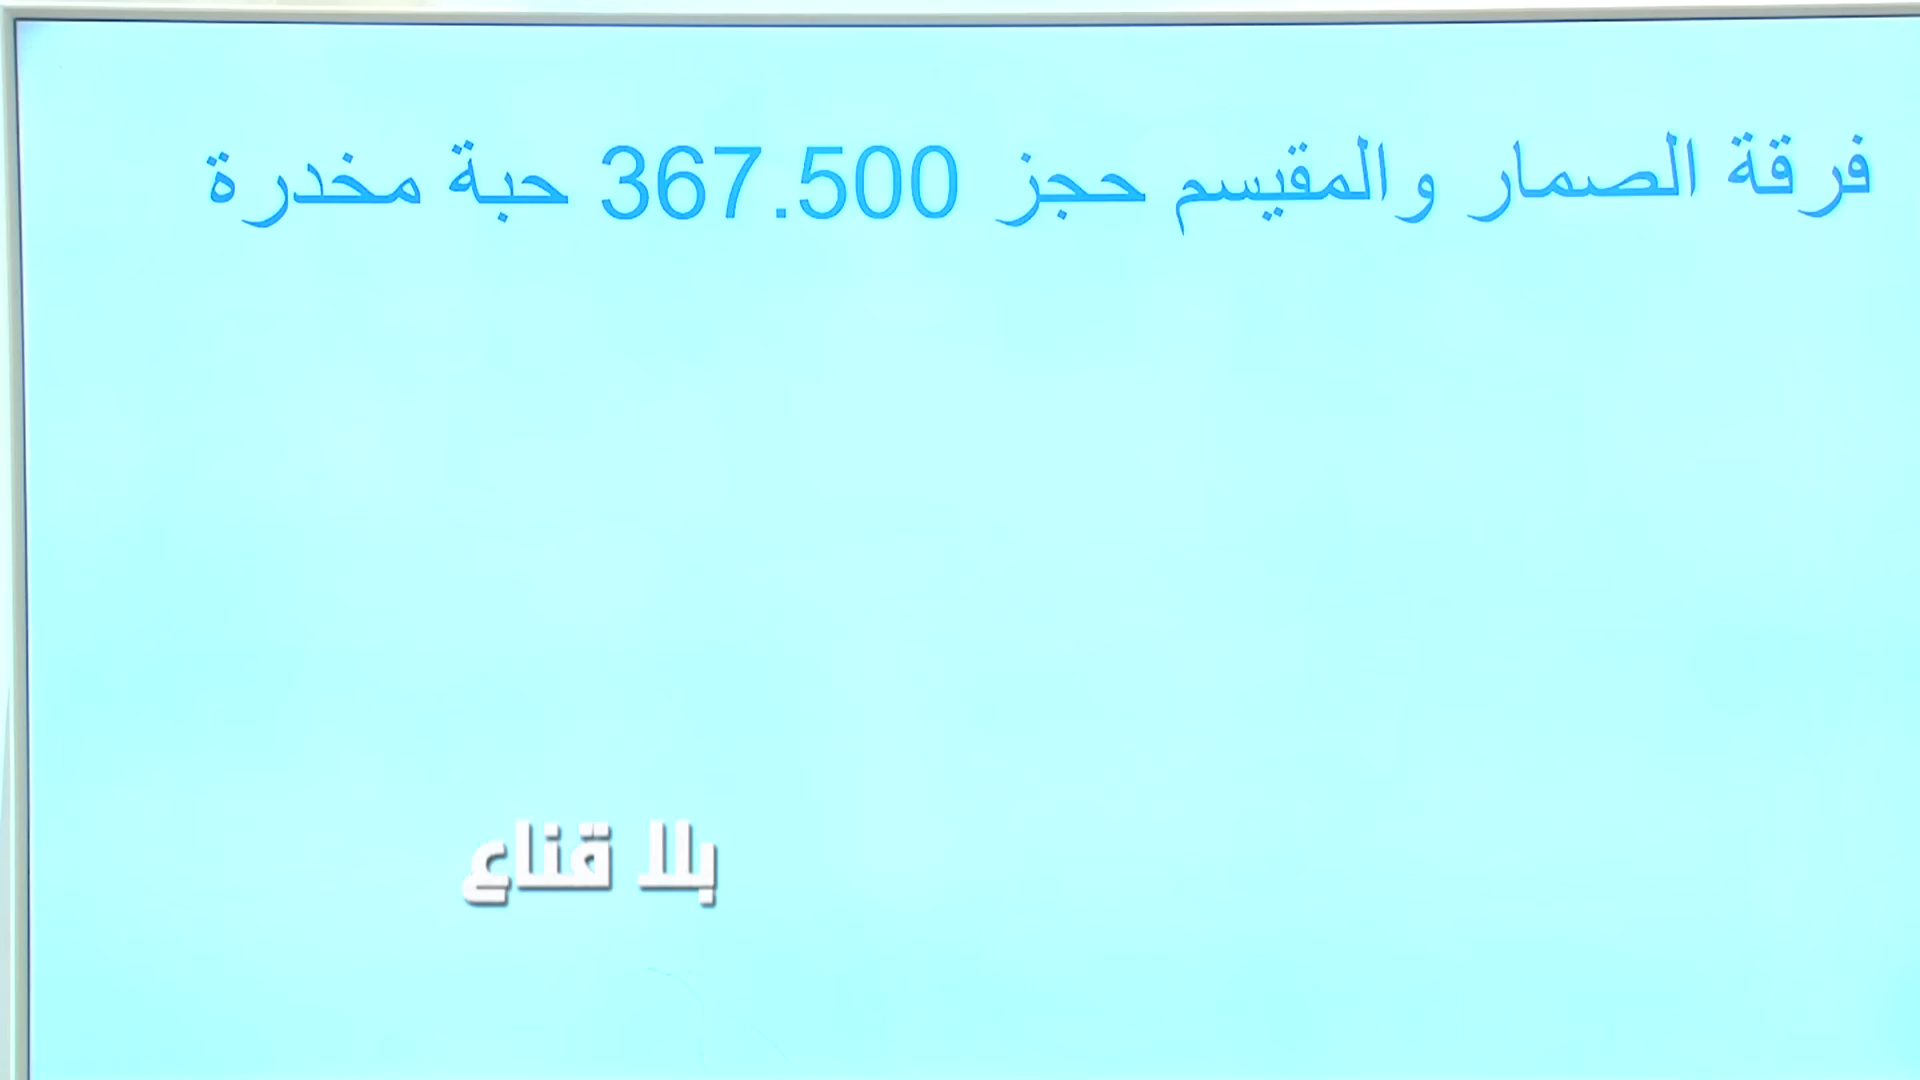 فرقة الصمار والمقيسم حجز 367.500 حبة مخدرة
بلا قناع